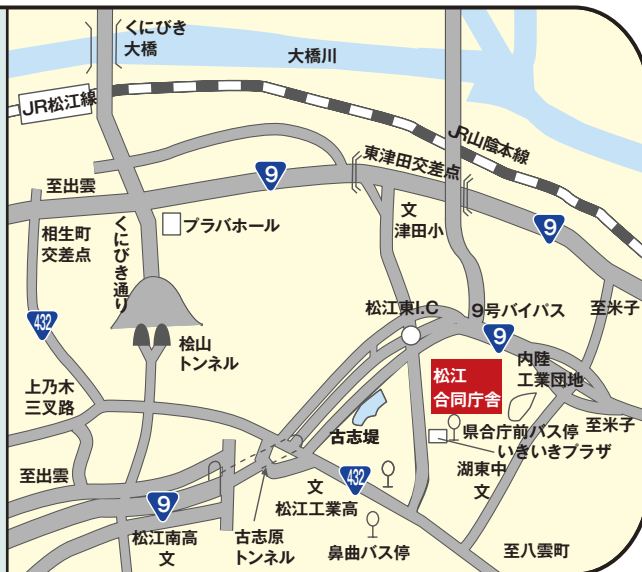 くにびき
大橋
大橋川
JR松江線
JR山陰本線
東津田交差点
9
至出雲
文
津田小
9
プラバホール
相生町
交差点
くにびき通り
松江東I.C
9号バイパス
至米子
432
9
桧山
トンネル
松江
合同庁舎
内陸
工業団地
上乃木
三叉路
至米子
古志堤
県合庁前バス停
いきいきプラザ
湖東中
文
至出雲
432
文
松江工業高
9
松江南高
文
古志原
トンネル
鼻曲バス停
至八雲町